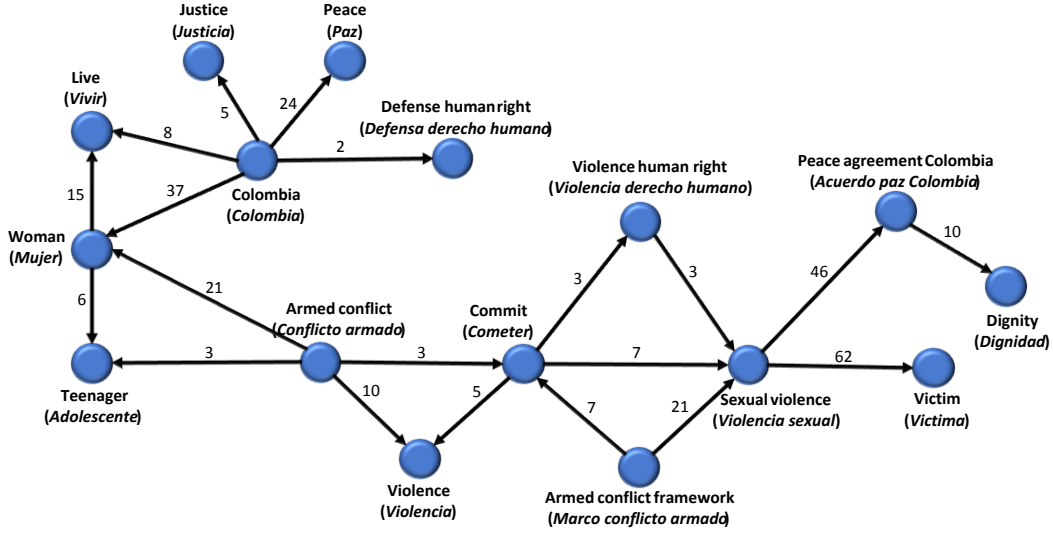 Justice
(Justicia)
Peace
(Paz)
Live
(Vivir)
Defense human right
(Defensa derecho humano)
5
24
8
2
Colombia
(Colombia)
37
15
Woman
(Mujer)
Violence human right
(Violencia derecho humano)
Peace agreement Colombia
(Acuerdo paz Colombia)
10
46
Dignity
(Dignidad)
6
21
3
3
Armed conflict
(Conflicto armado)
Commit
(Cometer)
3
3
7
62
Teenager
(Adolescente)
10
5
7
21
Sexual violence
(Violencia sexual)
Victim
(Victima)
Violence
(Violencia)
Armed conflict framework
(Marco conflicto armado)